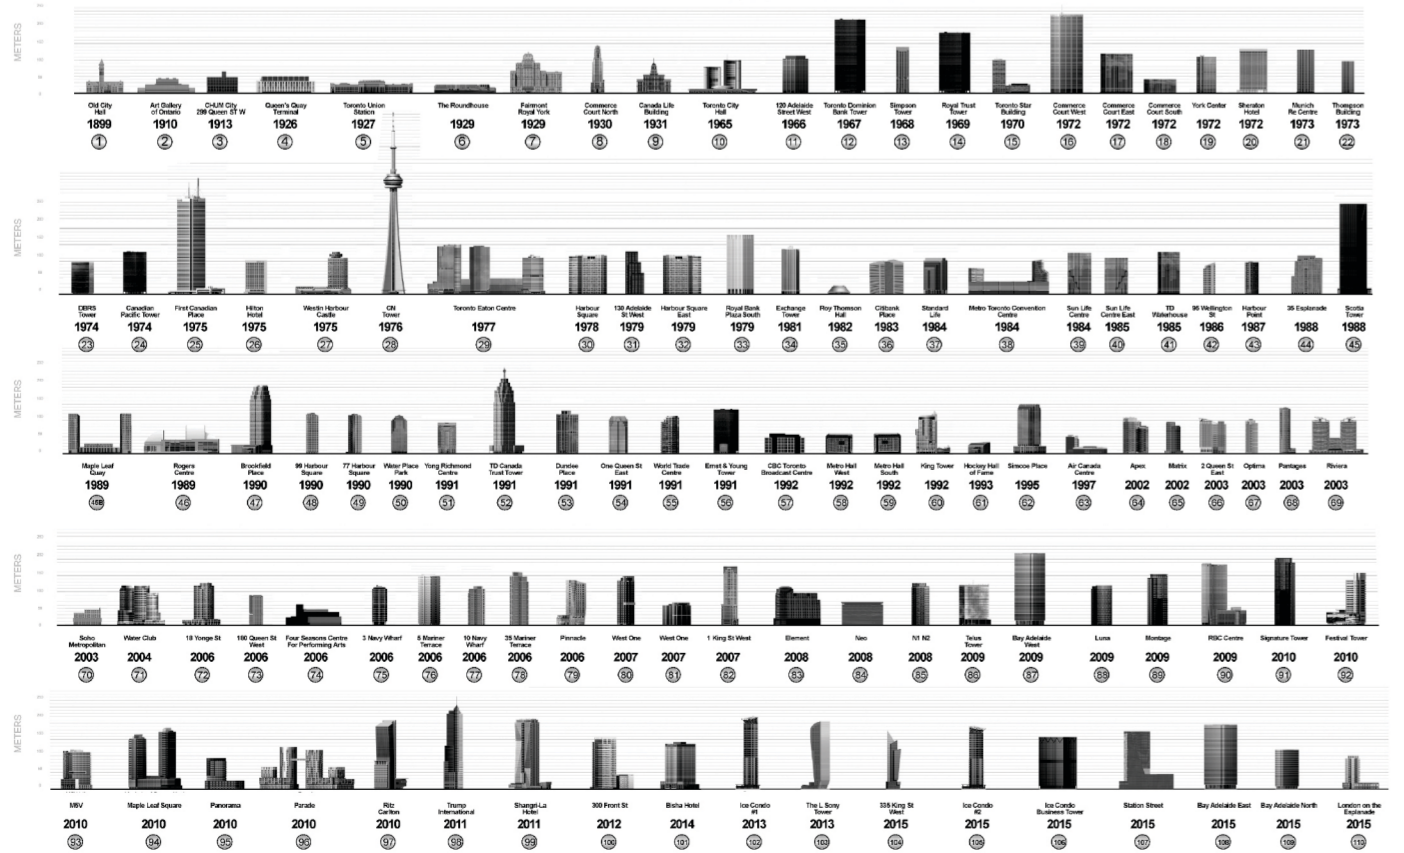 METERS
Old City Hall 1899 1
Art Gallery of Ontario 1910 2
CHUM City 299 Queen ST W 1913 3
Queen's Quay Terminal 1926 4
Toronto Union Station 1927 5
The Roundhouse 1929 6
Fairmont Royal York 1929 7
Commerce Court North 1930 8
Canada Life Building 1931 9
Toronto City Hall 1965 10
120 Adelaide Street West 1966 11
Toronto Dominion Bank Tower 1967 12
Simpson Tower 1968 13
Royal Trust Tower 1969 14
Toronto Star Building 1970 15
Commerce Court West 1972 16
Commerce Court East 1972 17
Commerce Court South 1972 18
York Center 1972 19
Sheraton Hotel 1972 20
Munich Re Centre 1973 21
Thompson Building 1973 22
METERS
DBRS Tower 1974 23
Canadian Pacific Tower 1974 24
First Canadian Place 1975 25
Hilton Hotel 1975 26
Westin Harbour Castle 1975 27
CN Tower 1976 28
Toronto Eaton Centre 1977 29
Harbour Square 1978 30
130 Adelaide St West 1979 31
Harbour Square East 1979 32
Royal Bank Plaza South 1979 33
Exchange Tower 1981 34
Roy Thomson Hall 1982 35
Citibank Place 1983 36
Standard Life 1984 37
Metro Toronto Convention Centre 1984 38
Sun Life Centre 1984 39
Sun Life Centre East 1985 40
TD Waterhouse 1985 41
95 Wellington St 1986 42
Harbour Point 1987 43
35 Esplanade 1988 44
Scotia Tower 1988 45
METERS
Maple Leaf Quay 1989 45B
Rogers Centre 1989 46
Brookfield Place 1990 47
99 Harbour Square 1990 48
77 Harbour Square 1990 49
Water Place Park 1990 50
Yong Richmond Centre 1991 51
TD Canada Trust Tower 1991 52
Dundee Place 1991 53
One Queen St East 1991 54
World Trade Centre 1991 55
Ernst & Young Tower 1991 56
CBC Toronto Broadcast Centre 1992 57
Metro Hall West 1992 58
Metro Hall South 1992 59
King Tower 1992 60
Hockey Hall of Fame 1993 61
Simcoe Place 1995 62
Air Canada Centre 1997 63
Apex 2002 64
Matrix 2002 65
2 Queen St East 2003 66
Optima 2003 67
Pantages 2003 68
Riviera 2003 69
METERS
Soho Metropolitan 2003 70
Water Club 2004 71
18 Yonge St 2006 72
180 Queen St West 2006 73
Four Seasons Centre For Performing Arts 2006 74
3 Navy Wharf 2006 75
5 Mariner Terrace 2006 76
10 Navy Wharf 2006 77
35 Mariner Terrace 2006 78
Pinnacle 2006 79
West One 2007 80
West One 2007 81
1 King St West 2007 82
Element 2008 83
Neo 2008 84
N1 N2 2008 85
Telus Tower 2009 86
Bay Adelaide West 2009 87
Luna 2009 88
Montage 2009 89
RBC Centre 2009 90
Signature Tower 2010 91
Festival Tower 2010 92
METERS
M5V 2010 93
Maple Leaf Square 2010 94
Panorama 2010 95
Parade 2010 96
Ritz Carlton 2010 97
Trump International 2011 98
Shangri-La Hotel 2011 99
300 Front St 2012 100
Bisha Hotel 2014 101
Ice Condo #1 2013 102
The L Sony Tower 2013 103
335 King St West 2015 104
Ice Condo #2 2015 105
Ice Condo Business Tower 2015 106
Station Street 2015 107
Bay Adelaide East 2015 108
Bay Adelaide North 2015 109
London on the Esplanade 2015 110